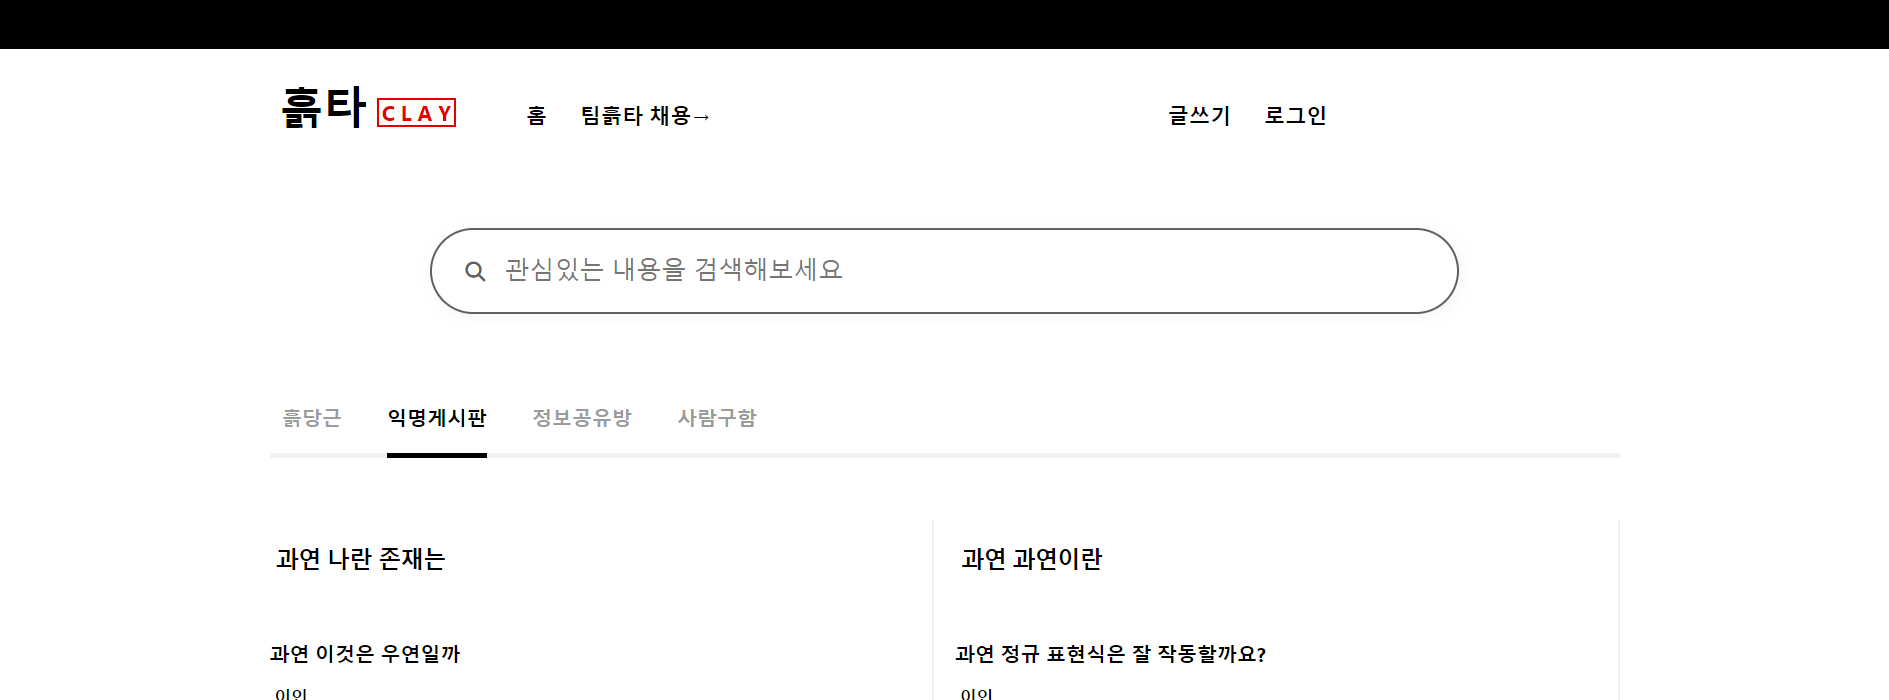 흙타 CLAY 홈 팀흙타 채용→ 글쓰기 로그인
관심있는 내용을 검색해보세요
흙당근 익명게시판 정보공유방 사람구함
과연 나란 존재는
과연 이것은 우연일까
과연 과연이란
과연 정규 표현식은 잘 작동할까요?